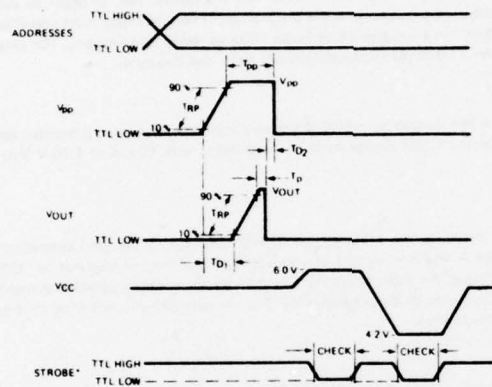 TTL HIGH
ADDRESSES
TTL LOW
TPP
90%
VPP
VPP
TRP
10%
TTL LOW
TD2
TP
90%
VOUT
VOUT
TRP
10%
TTL LOW
TD1
6.0 V
VCC
4.2 V
CHECK
CHECK
TTL HIGH
STROBE*
TTL LOW